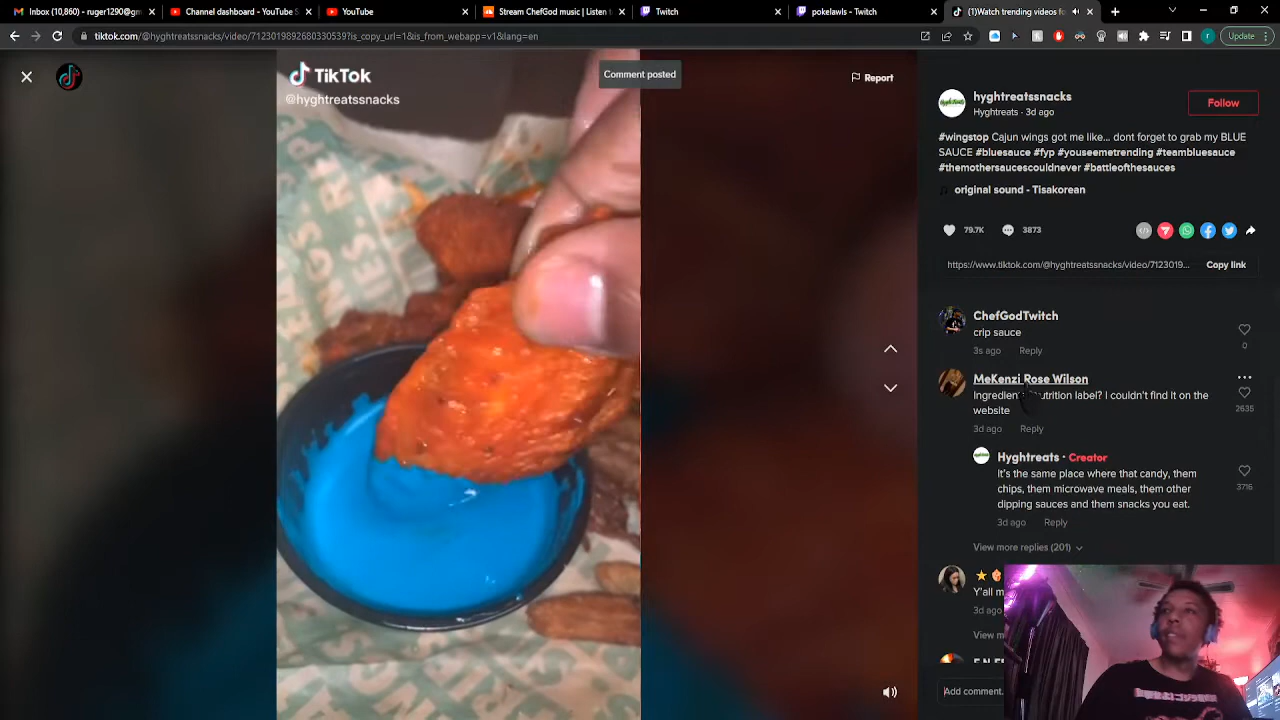 Inbox (10,860) - ruger1290@gm
Channel dashboard - YouTube S
YouTube
Stream ChefGod music | Listen t
Twitch
pokelawls - Twitch
(1)Watch trending videos fo
tiktok.com/@hyghtreatssnacks/video/7123019892680330539?is_copy_url=1&is_from_webapp=v1&lang=en
r
Update
TikTok
@hyghtreatssnacks
Comment posted
Report
hyghtreatssnacks
Hyghtreats · 3d ago
Follow
#wingstop Cajun wings got me like... dont forget to grab my BLUE
SAUCE #bluesauce #fyp #youseemetrending #teambluesauce
#themothersaucescouldnever #battleofthesauces
original sound - TIsakorean
79.7K
3873
https://www.tiktok.com/@hyghtreatssnacks/video/7123019...
Copy link
ChefGodTwitch
crip sauce
3s ago Reply
0
MeKenzi Rose Wilson
Ingredient utrition label? I couldn't find it on the
website
2635
3d ago Reply
Hyghtreats · Creator
It's the same place where that candy, them
chips, them microwave meals, them other
dipping sauces and them snacks you eat.
3716
3d ago Reply
View more replies (201)
Y'all m
3d ago
View m
Add comment.